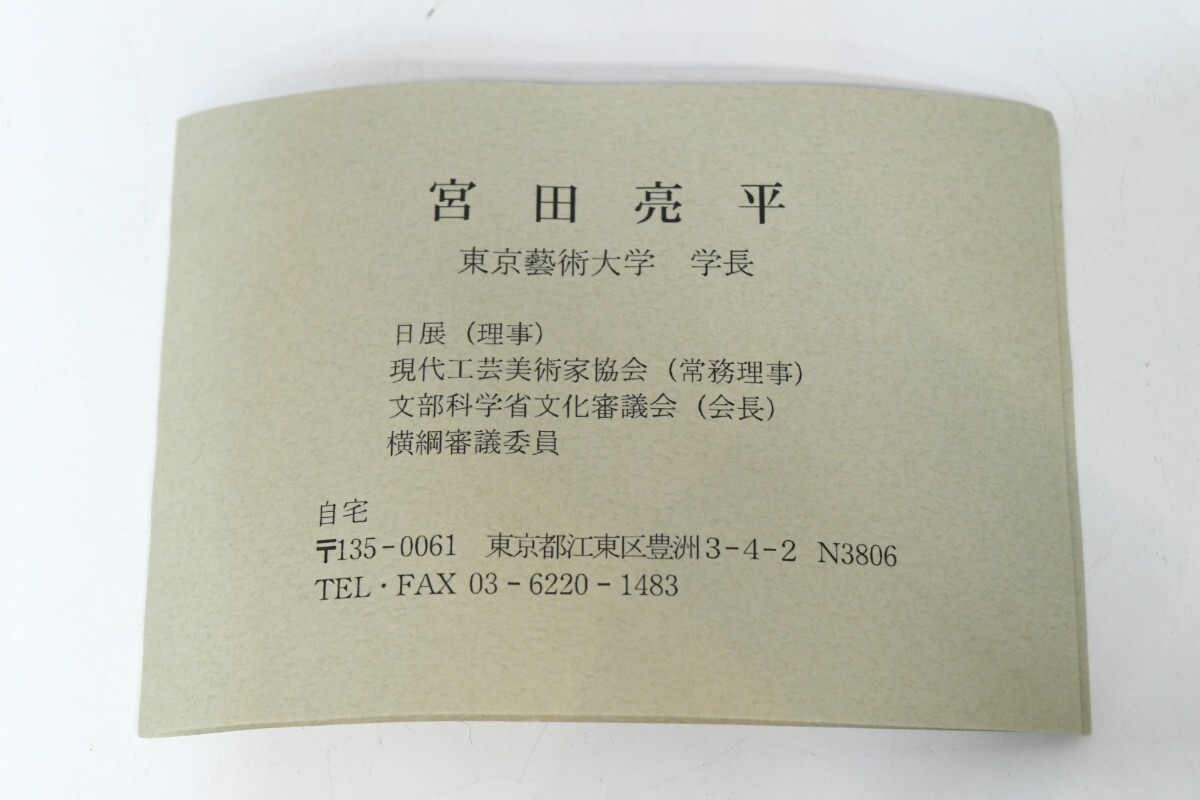 宮田亮平
東京藝術大学　学長
日展（理事）
現代工芸美術家協会（常務理事）
文部科学省文化審議会（会長）
横綱審議委員
自宅
〒135-0061　東京都江東区豊洲3-4-2 N3806
TEL・FAX 03-6220-1483